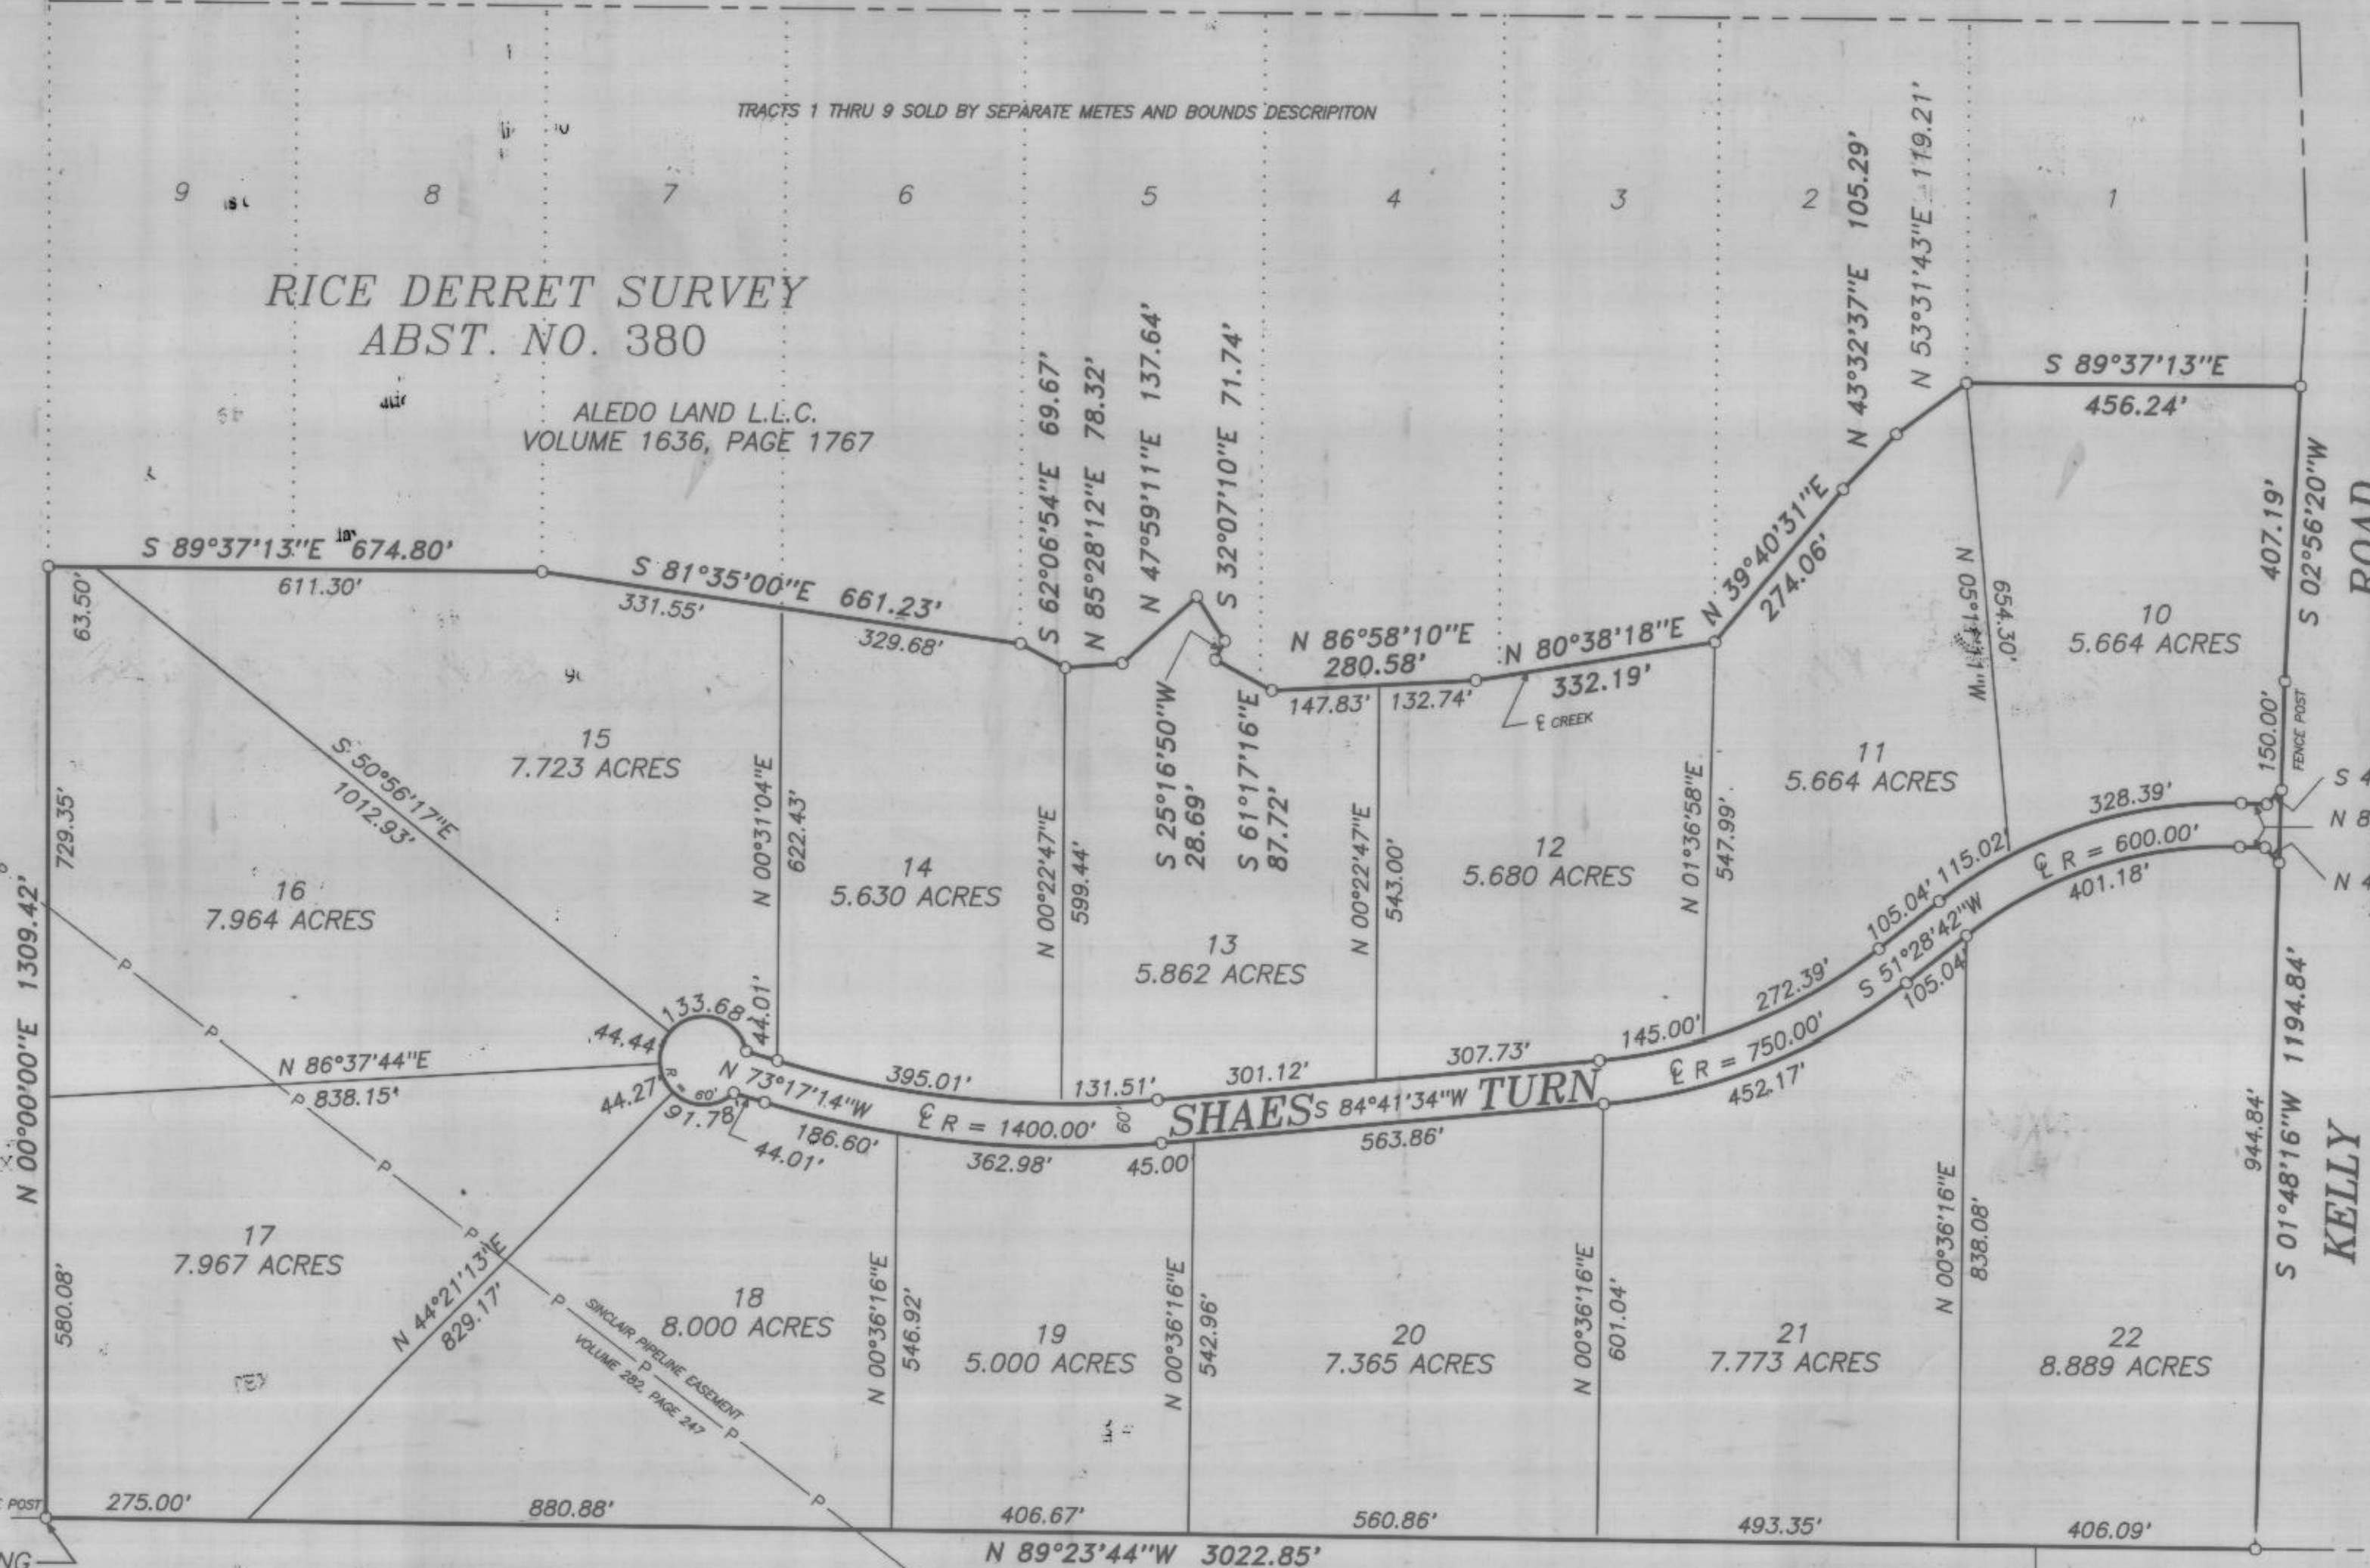 TRACTS 1 THRU 9 SOLD BY SEPARATE METES AND BOUNDS DESCRIPITON
9
8
7
6
5
4
3
2
1
RICE DERRET SURVEY
ABST. NO. 380
ALEDO LAND L.L.C.
VOLUME 1636, PAGE 1767
S 62°06'54"E 69.67'
N 85°28'12"E 78.32'
N 47°59'11"E 137.64'
S 32°07'10"E 71.74'
N 43°32'37"E 105.29'
N 53°31'43"E 119.21'
S 89°37'13"E
456.24'
S 89°37'13"E 674.80'
611.30'
63.50'
S 81°35'00"E 661.23'
331.55'
329.68'
N 86°58'10"E
280.58'
147.83'
132.74'
N 80°38'18"E
332.19'
℄ CREEK
N 39°40'31"E
274.06'
654.30'
407.19'
S 02°56'20"W
ROAD
10
5.664 ACRES
150.00'
FENCE POST
S 4
N 8
N 4
S 50°56'17"E
1012.93'
15
7.723 ACRES
N 00°31'04"E
622.43'
14
5.630 ACRES
N 00°22'47"E
599.44'
S 25°16'50"W
28.69'
S 61°17'16"E
87.72'
13
5.862 ACRES
N 00°22'47"E
543.00'
12
5.680 ACRES
N 01°36'58"E
547.99'
11
5.664 ACRES
328.39'
115.02'
105.04'
℄ R = 600.00'
401.18'
S 51°28'42"W
105.04'
272.39'
145.00'
℄ R = 750.00'
452.17'
729.35'
N 00°00'00"E 1309.42'
16
7.964 ACRES
P
P
133.68'
44.01'
44.44'
N 86°37'44"E
838.15'
P
R = 60'
N 73°17'14"W
44.27'
91.78'
44.01'
186.60'
395.01'
℄ R = 1400.00'
362.98'
131.51'
60'
45.00'
301.12'
307.73'
SHAES TURN
S 84°41'34"W
563.86'
P
P
17
7.967 ACRES
580.08'
N 44°21'13"E
829.17'
P
SINCLAIR PIPELINE EASEMENT
VOLUME 282, PAGE 247
P
P
P
18
8.000 ACRES
N 00°36'16"E
546.92'
19
5.000 ACRES
N 00°36'16"E
542.96'
20
7.365 ACRES
N 00°36'16"E
601.04'
21
7.773 ACRES
N 00°36'16"E
838.08'
22
8.889 ACRES
944.84'
S 01°48'16"W 1194.84'
KELLY
POST
275.00'
880.88'
406.67'
560.86'
493.35'
406.09'
N 89°23'44"W 3022.85'
NG